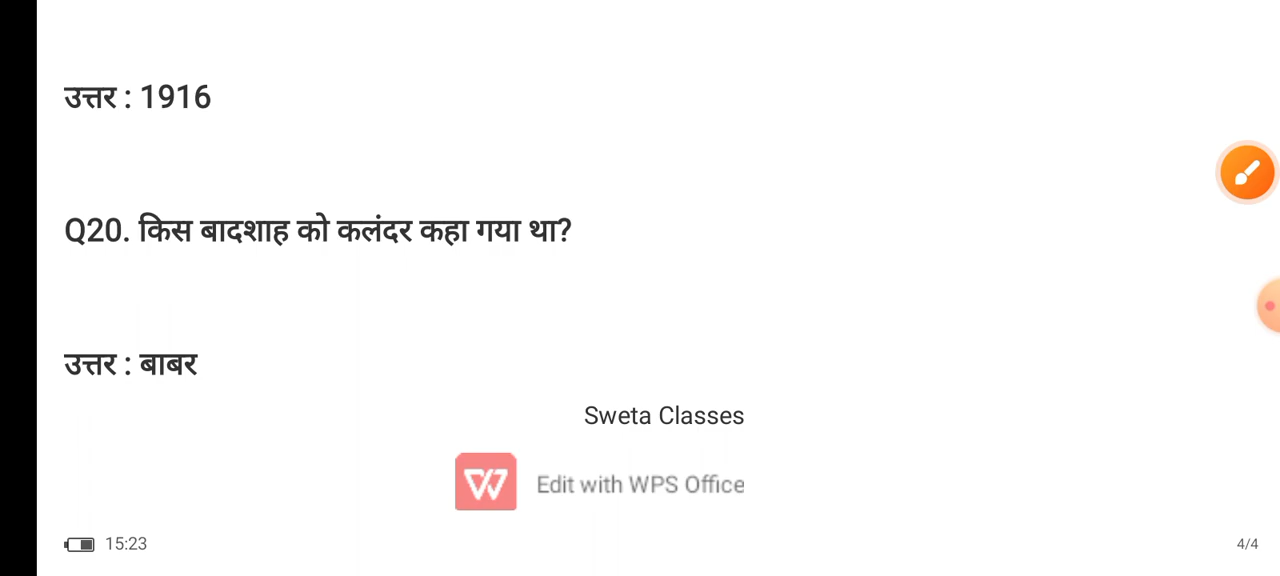 उत्तर : 1916
Q20. किस बादशाह को कलंदर कहा गया था?
उत्तर : बाबर
Sweta Classes
Edit with WPS Office
15:23
4/4